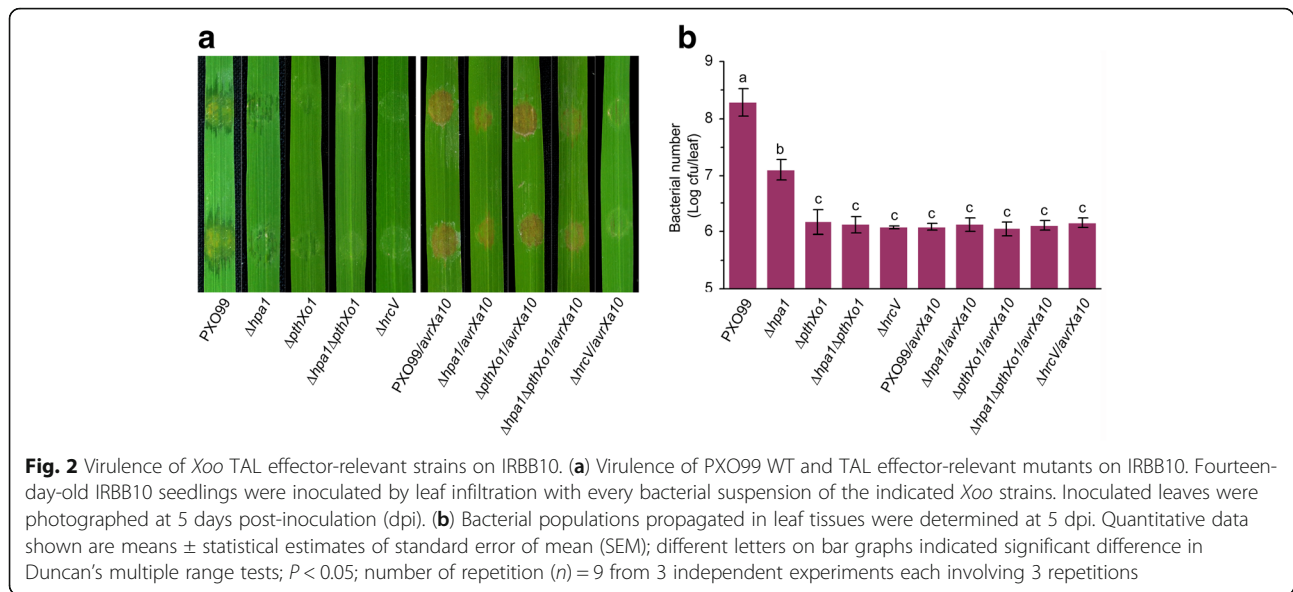 a
b
PXO99
Δhpa1
ΔpthXo1
Δhpa1ΔpthXo1
ΔhrcV
PXO99/avrXa10
Δhpa1/avrXa10
ΔpthXo1/avrXa10
Δhpa1ΔpthXo1/avrXa10
ΔhrcV/avrXa10
Bacterial number
(Log cfu/leaf)
9
8
7
6
5
a
b
c
c
c
c
c
c
c
c
PXO99
Δhpa1
ΔpthXo1
Δhpa1ΔpthXo1
ΔhrcV
PXO99/avrXa10
Δhpa1/avrXa10
ΔpthXo1/avrXa10
Δhpa1ΔpthXo1/avrXa10
ΔhrcV/avrXa10
Fig. 2 Virulence of Xoo TAL effector-relevant strains on IRBB10. (a) Virulence of PXO99 WT and TAL effector-relevant mutants on IRBB10. Fourteen-
day-old IRBB10 seedlings were inoculated by leaf infiltration with every bacterial suspension of the indicated Xoo strains. Inoculated leaves were
photographed at 5 days post-inoculation (dpi). (b) Bacterial populations propagated in leaf tissues were determined at 5 dpi. Quantitative data
shown are means ± statistical estimates of standard error of mean (SEM); different letters on bar graphs indicated significant difference in
Duncan's multiple range tests; P < 0.05; number of repetition (n) = 9 from 3 independent experiments each involving 3 repetitions